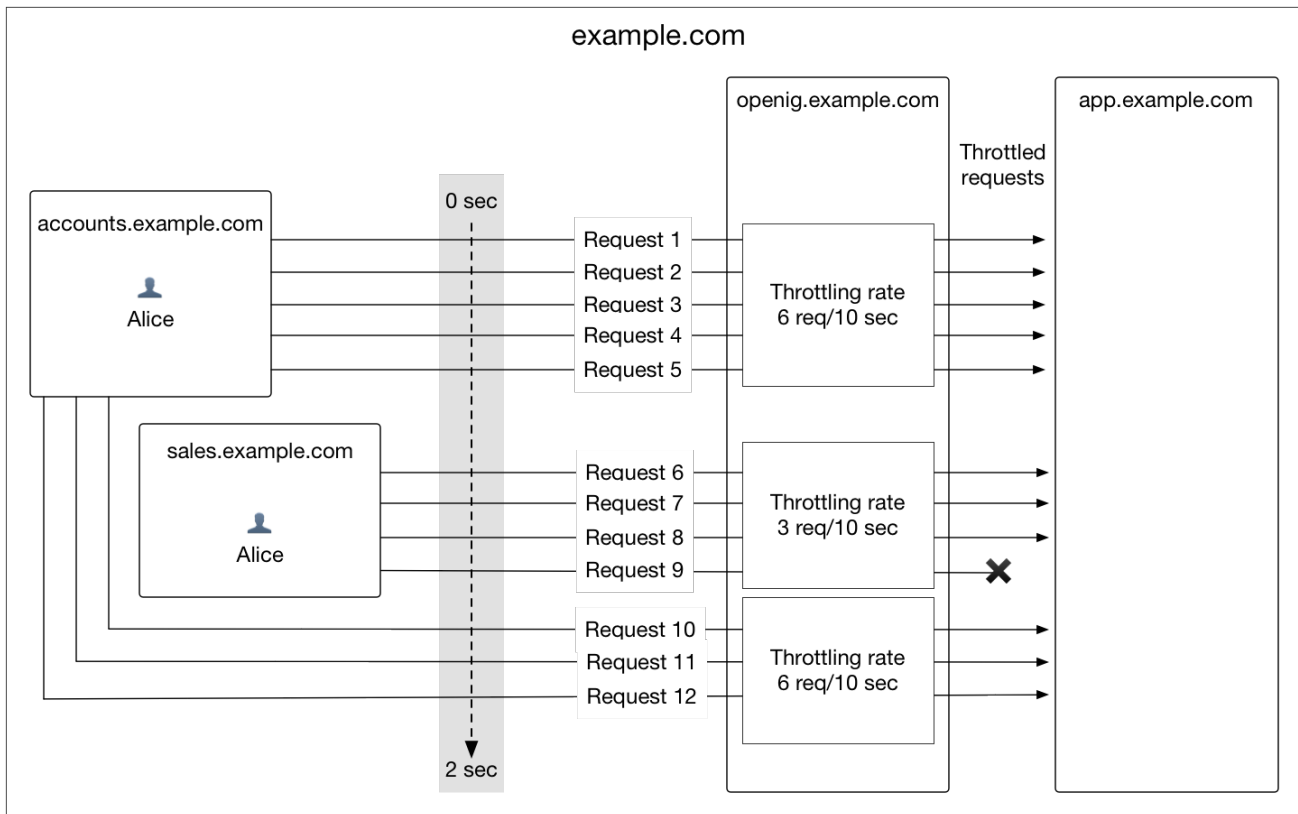 example.com
openig.example.com
app.example.com
Throttled
requests
0 sec
accounts.example.com
Alice
Request 1
Request 2
Request 3
Request 4
Request 5
Throttling rate
6 req/10 sec
sales.example.com
Alice
Request 6
Request 7
Request 8
Request 9
Throttling rate
3 req/10 sec
Request 10
Request 11
Request 12
Throttling rate
6 req/10 sec
2 sec